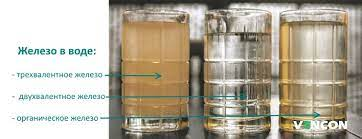 Железо в воде:
- трехвалентное железо
- двухвалентное железо
- органическое железо
VENCON